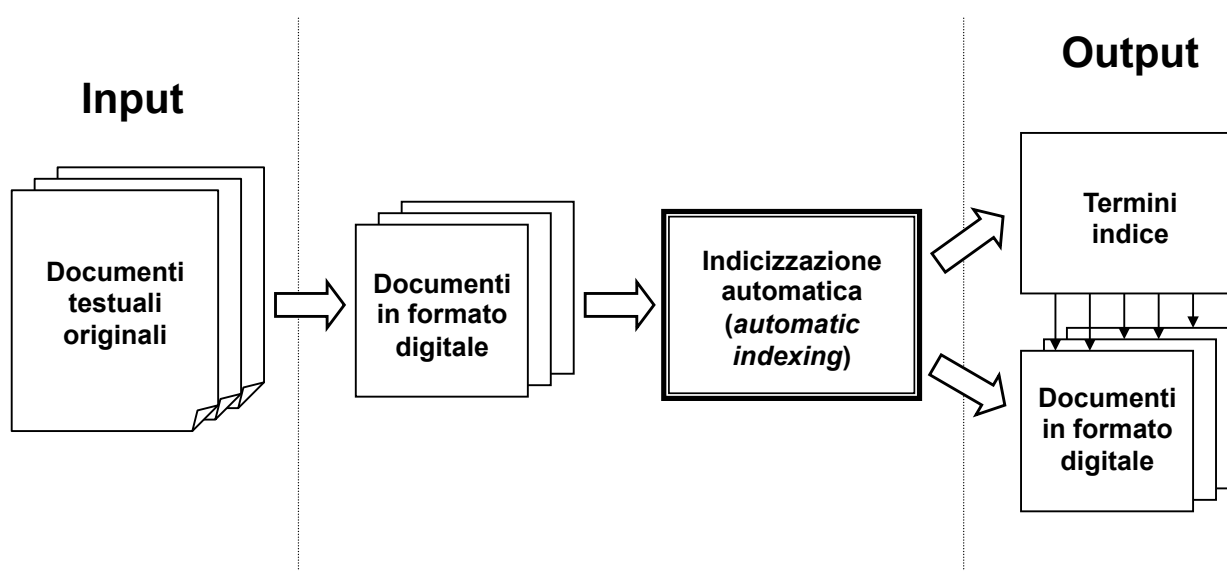 Input
Documenti
testuali
originali
Documenti
in formato
digitale
Indicizzazione
automatica
(automatic
indexing)
Output
Termini
indice
Documenti
in formato
digitale